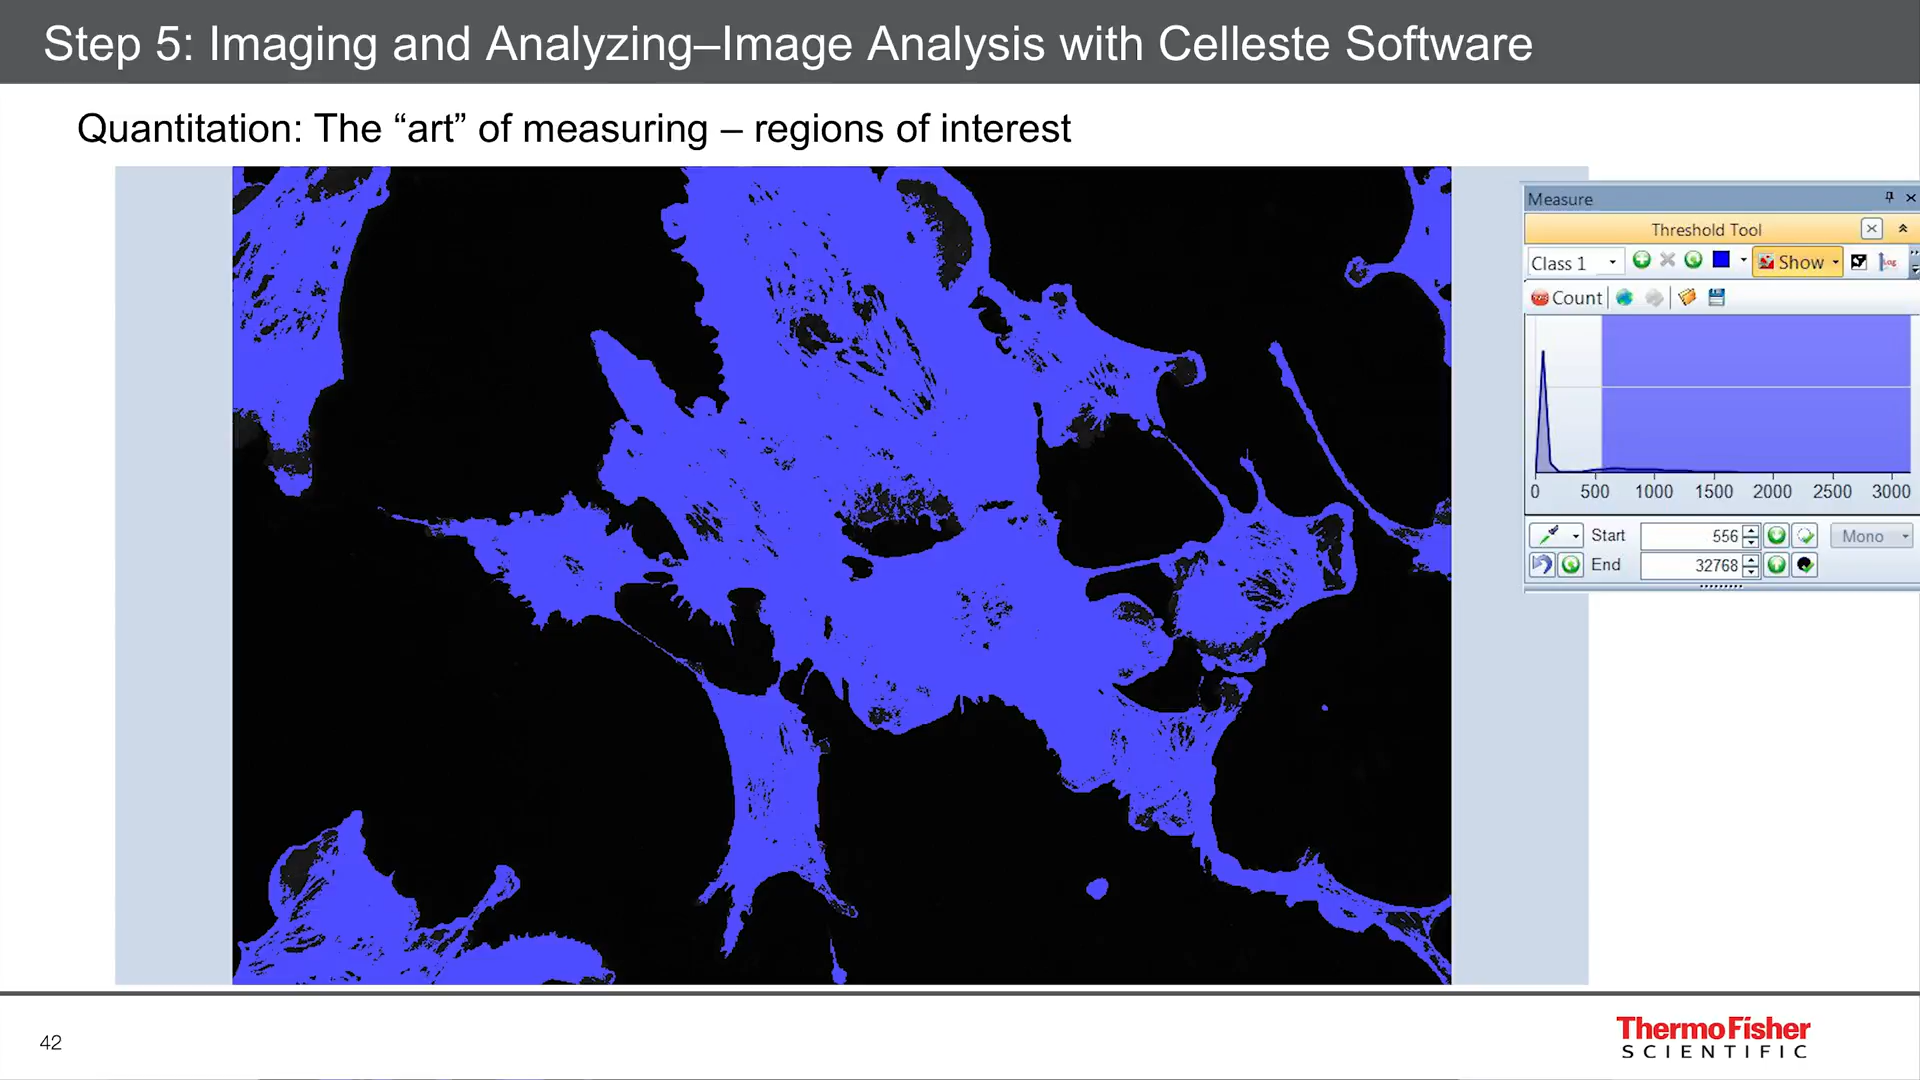 Step 5: Imaging and Analyzing–Image Analysis with Celleste Software
Quantitation: The “art” of measuring – regions of interest
Measure
Threshold Tool
Class 1
Show
Log
Count
0 500 1000 1500 2000 2500 3000
Start 556 Mono
End 32768
42
ThermoFisher
SCIENTIFIC